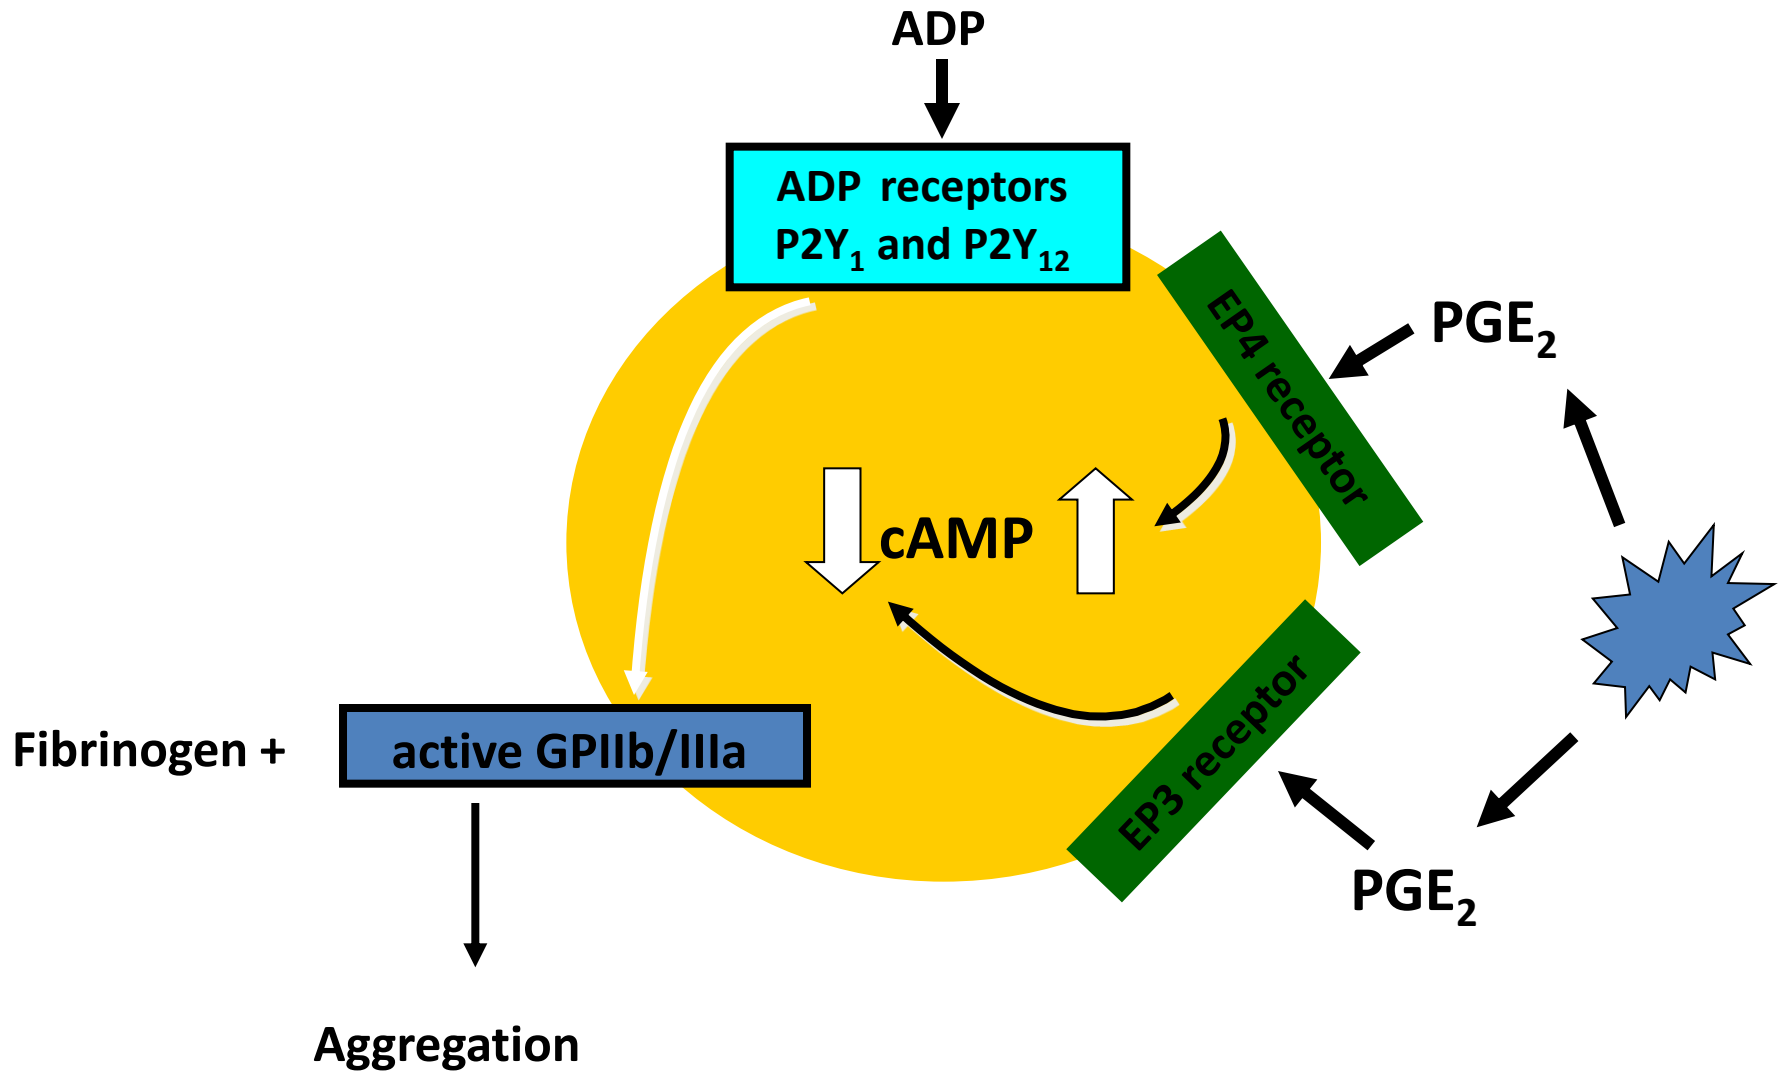 ADP
ADP receptors
P2Y₁ and P2Y₁₂
EP4 receptor
PGE₂
cAMP
EP3 receptor
Fibrinogen +
active GPIIb/IIIa
PGE₂
Aggregation